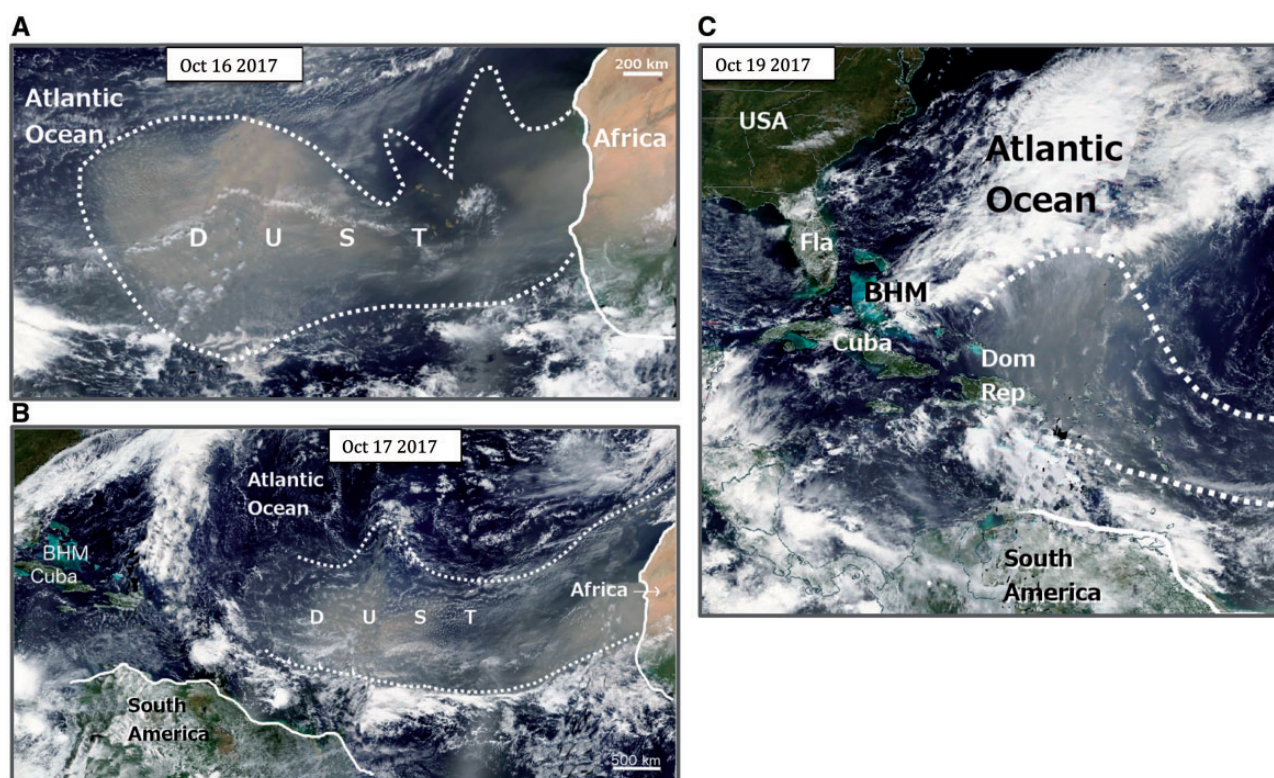 A
Oct 16 2017
200 km
Atlantic
Ocean
Africa
D U S T
B
Oct 17 2017
Atlantic
Ocean
BHM
Cuba
Africa →
D U S T
South
America
500 km
C
Oct 19 2017
USA
Atlantic
Ocean
Fla
BHM
Cuba
Dom
Rep
South
America